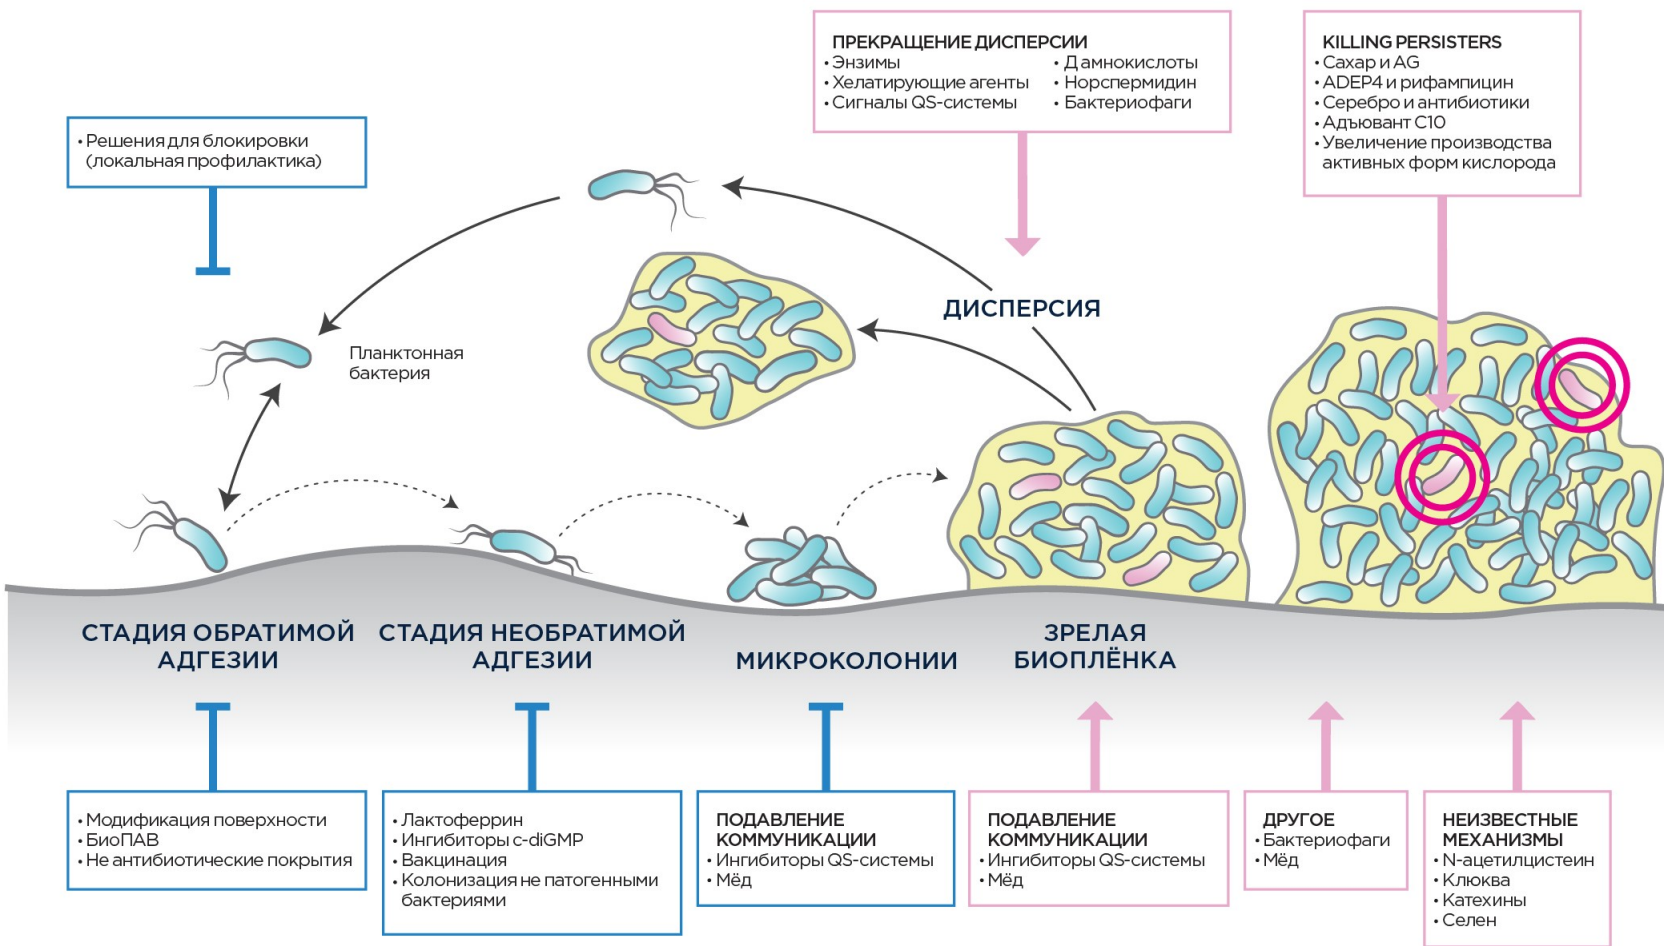 ПРЕКРАЩЕНИЕ ДИСПЕРСИИ
• Энзимы
• Хелатирующие агенты
• Сигналы QS-системы
• Д амнокислоты
• Норспермидин
• Бактериофаги
KILLING PERSISTERS
• Сахар и AG
• ADEP4 и рифампицин
• Серебро и антибиотики
• Адъювант С10
• Увеличение производства
активных форм кислорода
• Решения для блокировки
(локальная профилактика)
ДИСПЕРСИЯ
Планктонная
бактерия
СТАДИЯ ОБРАТИМОЙ
АДГЕЗИИ
СТАДИЯ НЕОБРАТИМОЙ
АДГЕЗИИ
МИКРОКОЛОНИИ
ЗРЕЛАЯ
БИОПЛЁНКА
• Модификация поверхности
• БиоПАВ
• Не антибиотические покрытия
• Лактоферрин
• Ингибиторы c-diGMP
• Вакцинация
• Колонизация не патогенными
бактериями
ПОДАВЛЕНИЕ
КОММУНИКАЦИИ
• Ингибиторы QS-системы
• Мёд
ПОДАВЛЕНИЕ
КОММУНИКАЦИИ
• Ингибиторы QS-системы
• Мёд
ДРУГОЕ
• Бактериофаги
• Мёд
НЕИЗВЕСТНЫЕ
МЕХАНИЗМЫ
• N-ацетилцистеин
• Клюква
• Катехины
• Селен